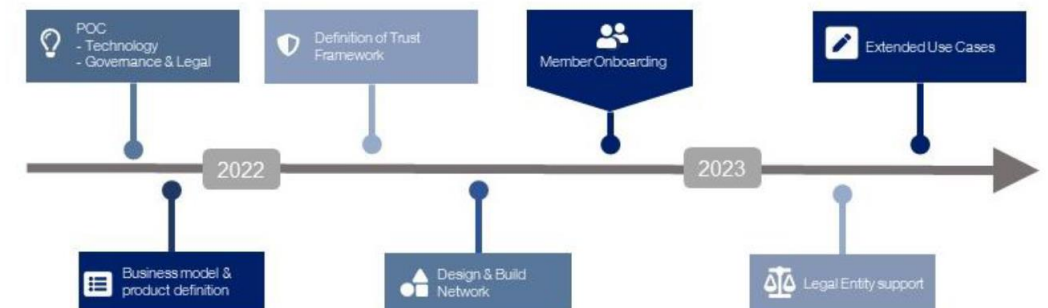 POC
- Technology
- Governance & Legal
Definition of Trust
Framework
Member Onboarding
Extended Use Cases
2022
2023
Business model &
product definition
Design & Build
Network
Legal Entity support